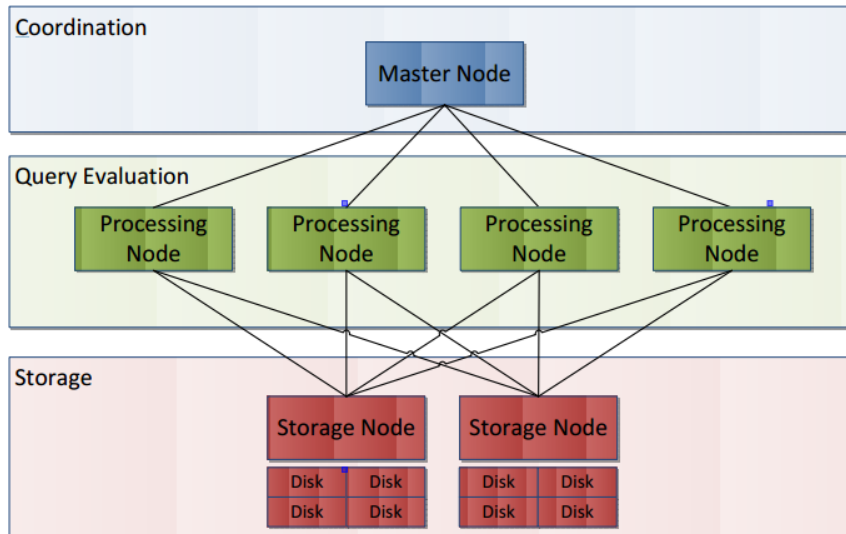 Coordination
Master Node
Query Evaluation
Processing
Node
Processing
Node
Processing
Node
Processing
Node
Storage
Storage Node
Storage Node
Disk Disk Disk Disk
Disk Disk Disk Disk